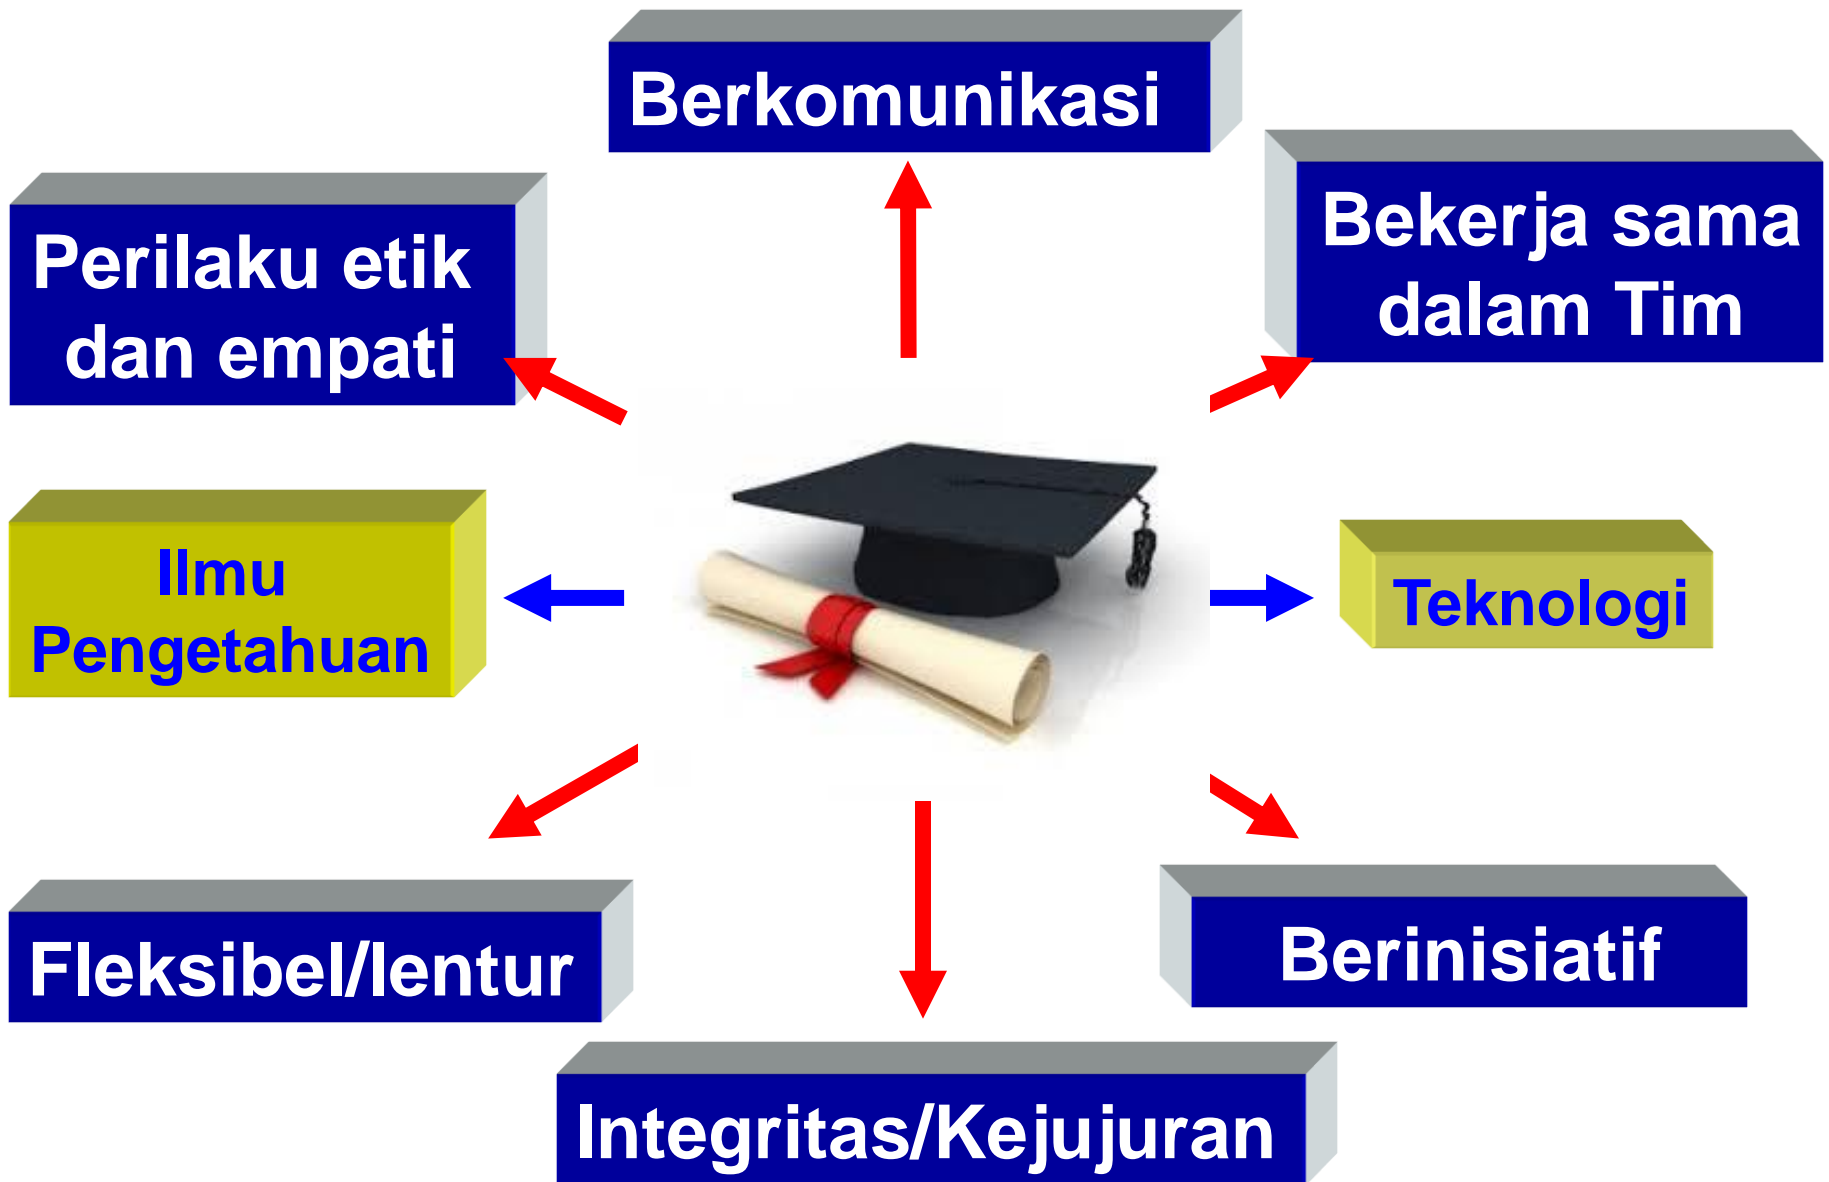 Berkomunikasi
Perilaku etik
dan empati
Bekerja sama
dalam Tim
Ilmu
Pengetahuan
Teknologi
Fleksibel/lentur
Berinisiatif
Integritas/Kejujuran